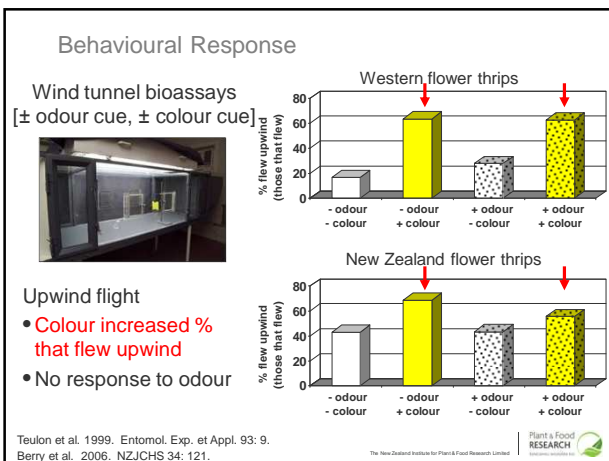 Behavioural Response
Wind tunnel bioassays
[± odour cue, ± colour cue]
Upwind flight
• Colour increased %
that flew upwind
• No response to odour
Western flower thrips
% flew upwind
(those that flew)
80
60
40
20
0
- odour
- colour
- odour
+ colour
+ odour
- colour
+ odour
+ colour
New Zealand flower thrips
% flew upwind
(those that flew)
80
60
40
20
0
- odour
- colour
- odour
+ colour
+ odour
- colour
+ odour
+ colour
Teulon et al. 1999. Entomol. Exp. et Appl. 93: 9.
Berry et al. 2006. NZJCHS 34: 121.
The New Zealand Institute for Plant & Food Research Limited
Plant & Food
RESEARCH